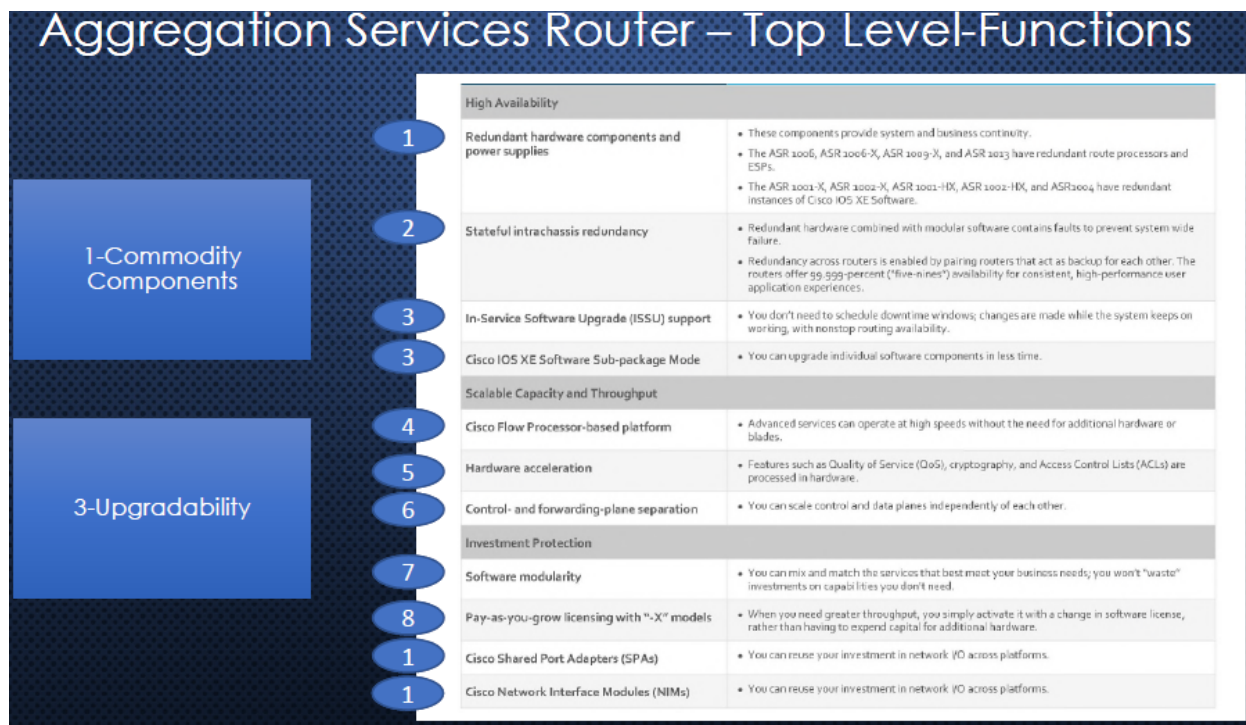 Aggregation Services Router – Top Level-Functions
1-Commodity
Components
3-Upgradability
High Availability
1
Redundant hardware components and
power supplies
• These components provide system and business continuity.
• The ASR 1006, ASR 1006-X, ASR 1009-X, and ASR 1013 have redundant route processors and
ESPs.
• The ASR 1001-X, ASR 1002-X, ASR 1001-HX, ASR 1002-HX, and ASR1004 have redundant
instances of Cisco IOS XE Software.
2
Stateful intrachassis redundancy
• Redundant hardware combined with modular software contains faults to prevent system wide
failure.
• Redundancy across routers is enabled by pairing routers that act as backup for each other. The
routers offer 99.999-percent ("five-nines") availability for consistent, high-performance user
application experiences.
3
In-Service Software Upgrade (ISSU) support
• You don't need to schedule downtime windows; changes are made while the system keeps on
working, with nonstop routing availability.
3
Cisco IOS XE Software Sub-package Mode
• You can upgrade individual software components in less time.
Scalable Capacity and Throughput
4
Cisco Flow Processor-based platform
• Advanced services can operate at high speeds without the need for additional hardware or
blades.
5
Hardware acceleration
• Features such as Quality of Service (QoS), cryptography, and Access Control Lists (ACLs) are
processed in hardware.
6
Control- and forwarding-plane separation
• You can scale control and data planes independently of each other.
Investment Protection
7
Software modularity
• You can mix and match the services that best meet your business needs; you won't "waste"
investments on capabilities you don't need.
8
Pay-as-you-grow licensing with "-X" models
• When you need greater throughput, you simply activate it with a change in software license,
rather than having to expend capital for additional hardware.
1
Cisco Shared Port Adapters (SPAs)
• You can reuse your investment in network I/O across platforms.
1
Cisco Network Interface Modules (NIMs)
• You can reuse your investment in network I/O across platforms.